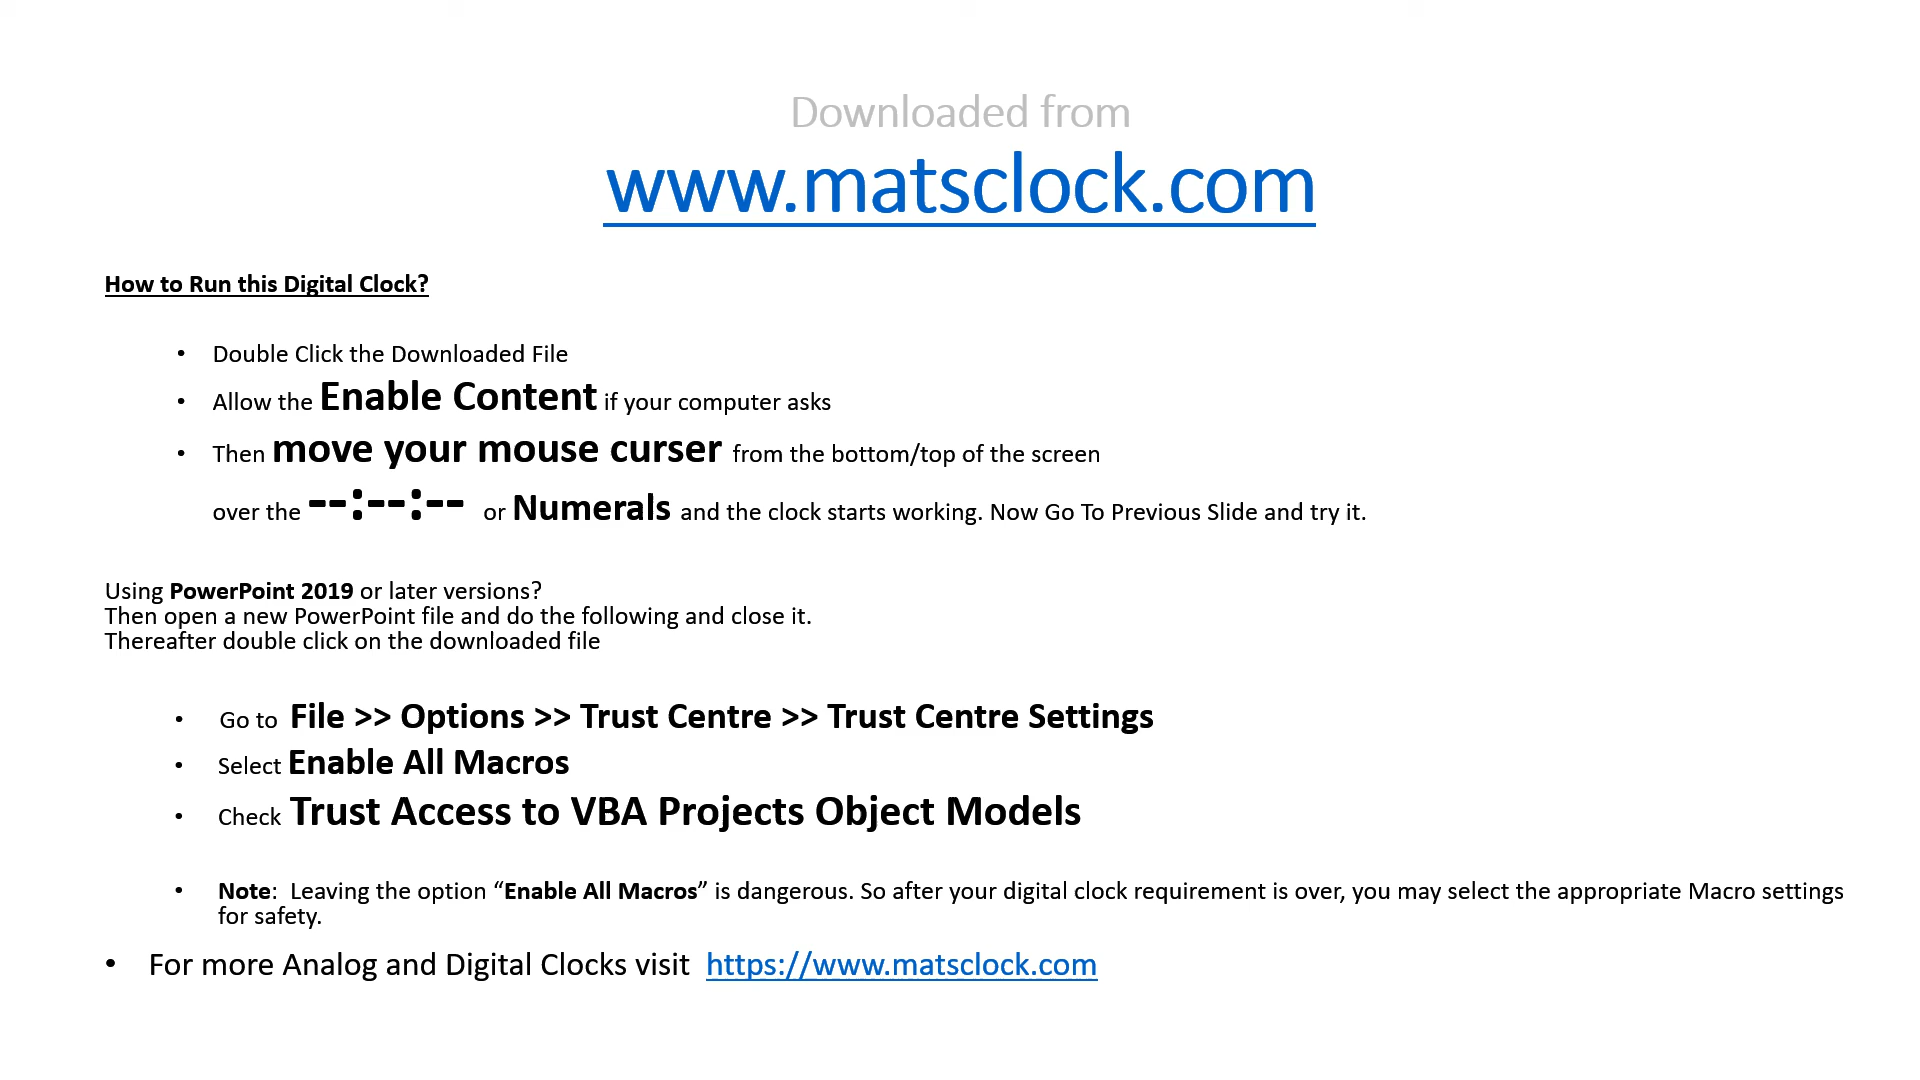 Downloaded from
www.matsclock.com
How to Run this Digital Clock?
• Double Click the Downloaded File
• Allow the Enable Content if your computer asks
• Then move your mouse curser from the bottom/top of the screen
over the --:--:-- or Numerals and the clock starts working. Now Go To Previous Slide and try it.
Using PowerPoint 2019 or later versions?
Then open a new PowerPoint file and do the following and close it.
Thereafter double click on the downloaded file
• Go to File >> Options >> Trust Centre >> Trust Centre Settings
• Select Enable All Macros
• Check Trust Access to VBA Projects Object Models
• Note: Leaving the option “Enable All Macros” is dangerous. So after your digital clock requirement is over, you may select the appropriate Macro settings
for safety.
• For more Analog and Digital Clocks visit https://www.matsclock.com